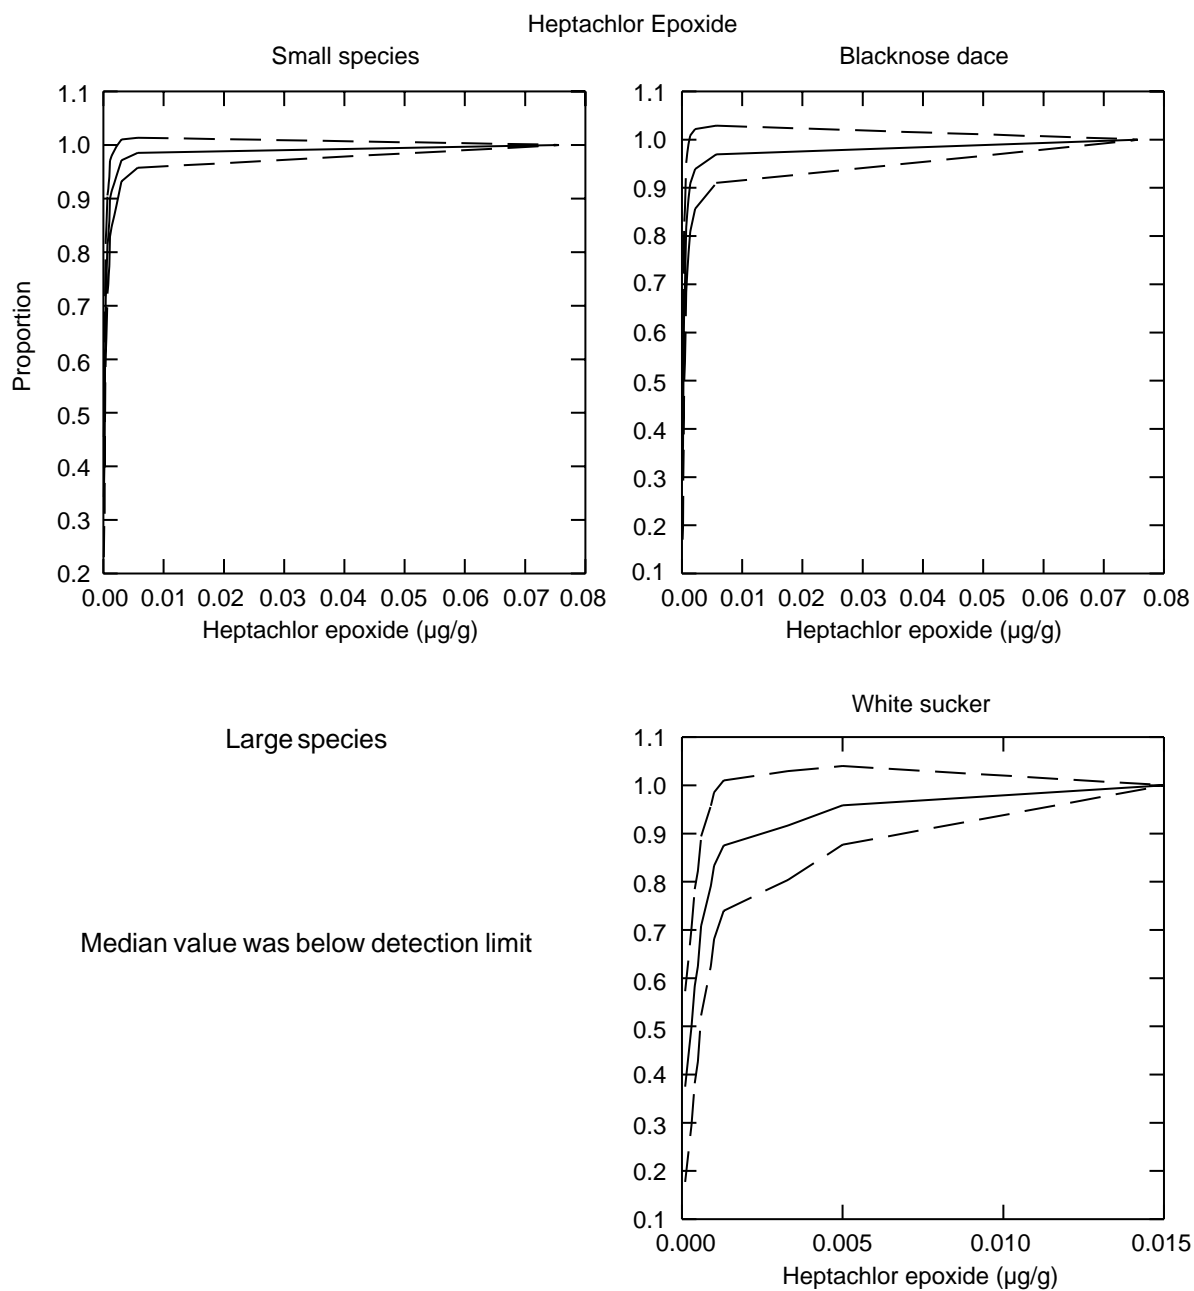 Heptachlor Epoxide
Small species
1.1
1.0
0.9
0.8
0.7
0.6
0.5
0.4
0.3
0.2
Proportion
0.00 0.01 0.02 0.03 0.04 0.05 0.06 0.07 0.08
Heptachlor epoxide (µg/g)
Blacknose dace
1.1
1.0
0.9
0.8
0.7
0.6
0.5
0.4
0.3
0.2
0.1
0.00 0.01 0.02 0.03 0.04 0.05 0.06 0.07 0.08
Heptachlor epoxide (µg/g)
Large species
Median value was below detection limit
White sucker
1.1
1.0
0.9
0.8
0.7
0.6
0.5
0.4
0.3
0.2
0.1
0.000 0.005 0.010 0.015
Heptachlor epoxide (µg/g)